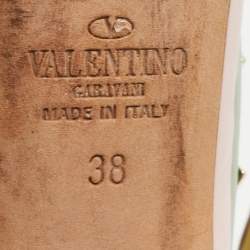 VALENTINO
GARAVANI
MADE IN ITALY
38